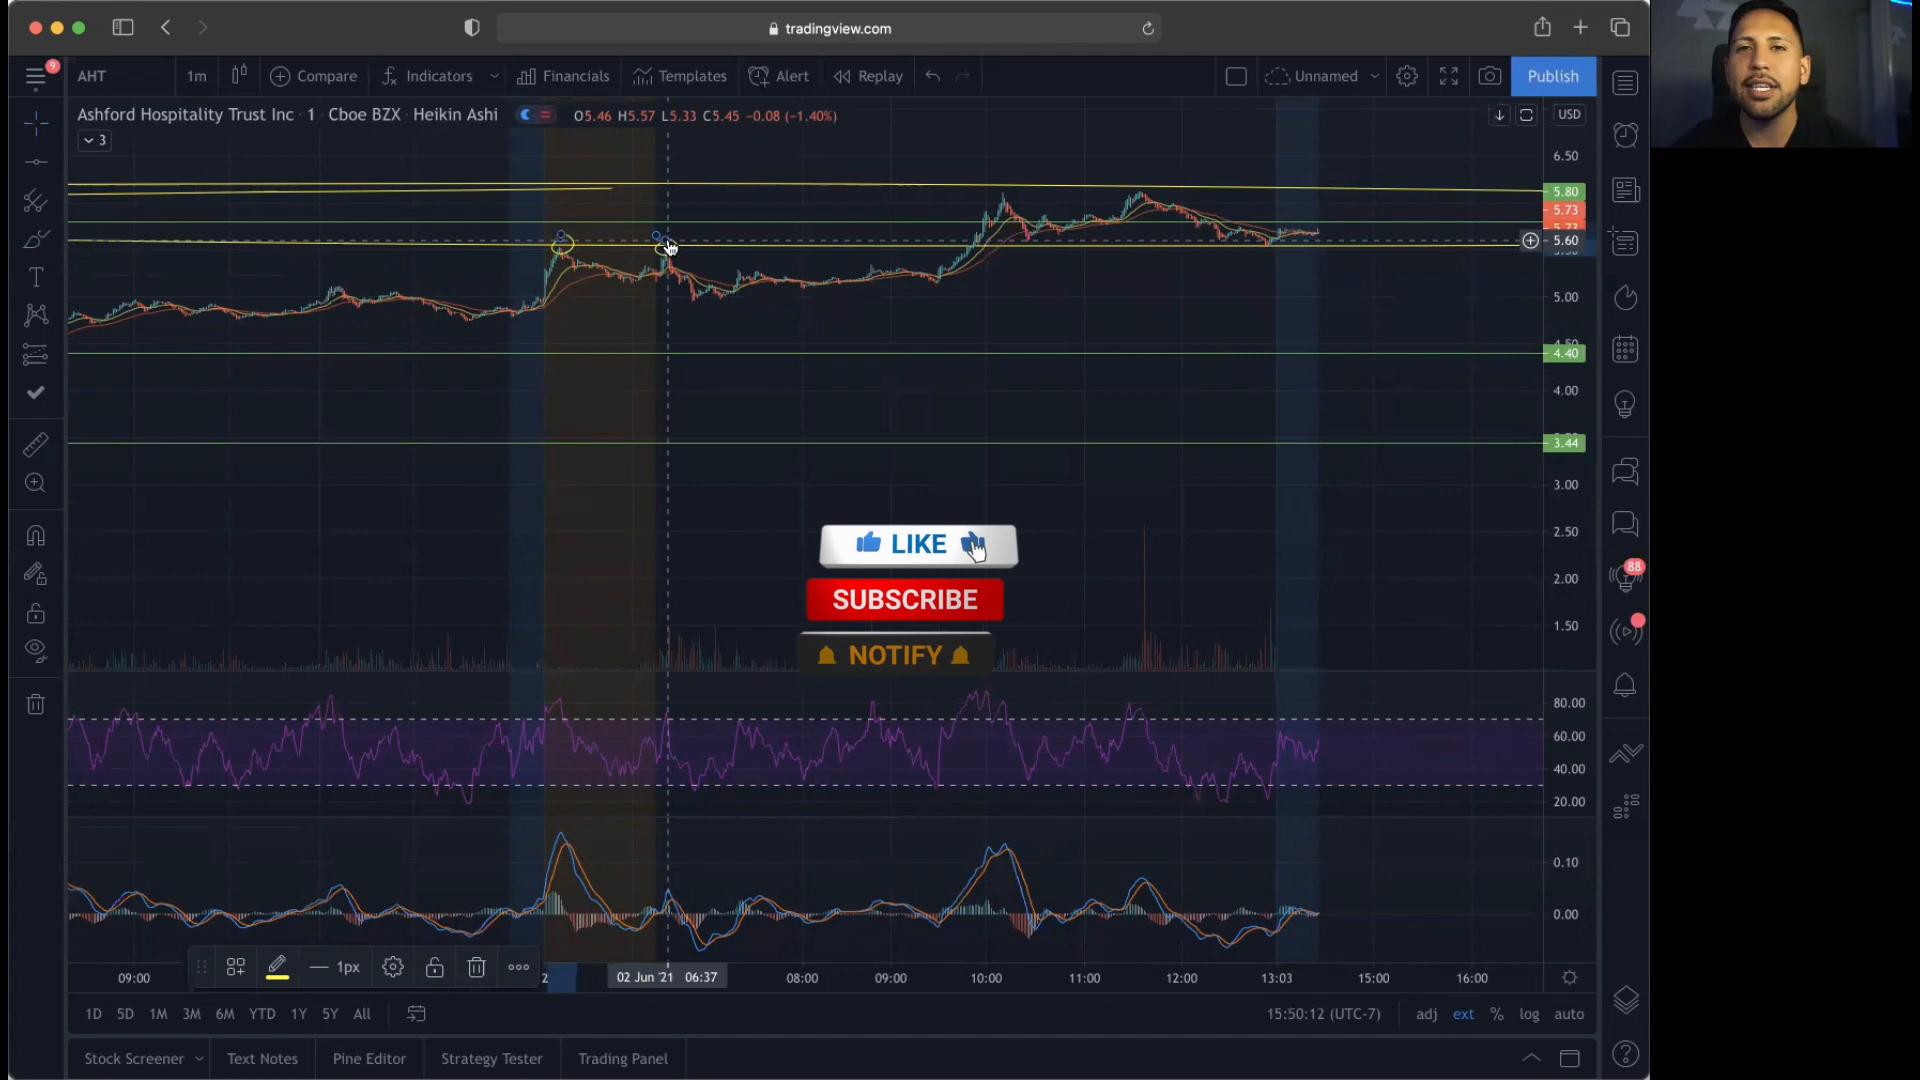 tradingview.com
9
AHT
1m
Compare
Indicators
Financials
Templates
Alert
Replay
Unnamed
Publish
Ashford Hospitality Trust Inc · 1 · Cboe BZX · Heikin Ashi
O5.46 H5.57 L5.33 C5.45 −0.08 (−1.40%)
USD
3
6.50
5.80
5.73
5.60
5.00
4.40
4.00
3.44
3.00
2.50
2.00
1.50
LIKE
SUBSCRIBE
NOTIFY
88
80.00
60.00
40.00
20.00
0.10
0.00
1px
09:00
2
02 Jun '21 06:37
08:00
09:00
10:00
11:00
12:00
13:03
15:00
16:00
1D 5D 1M 3M 6M YTD 1Y 5Y All
15:50:12 (UTC-7)
adj ext % log auto
Stock Screener
Text Notes
Pine Editor
Strategy Tester
Trading Panel